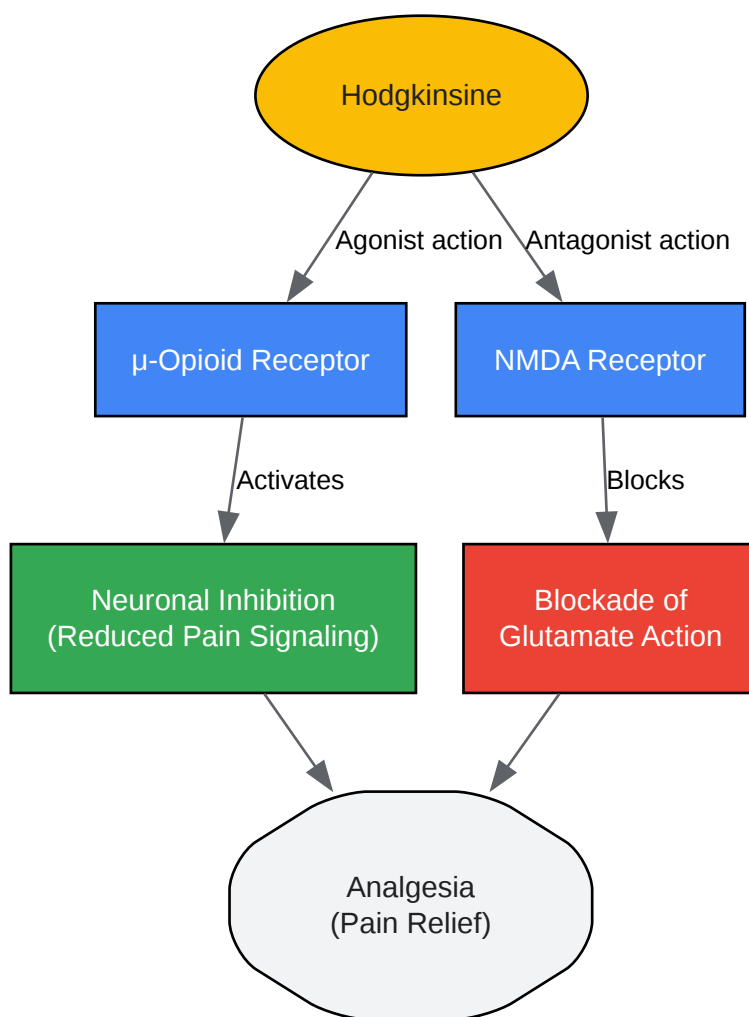 Hodgkinsine
Agonist action
Antagonist action
μ-Opioid Receptor
NMDA Receptor
Activates
Blocks
Neuronal Inhibition
(Reduced Pain Signaling)
Blockade of
Glutamate Action
Analgesia
(Pain Relief)